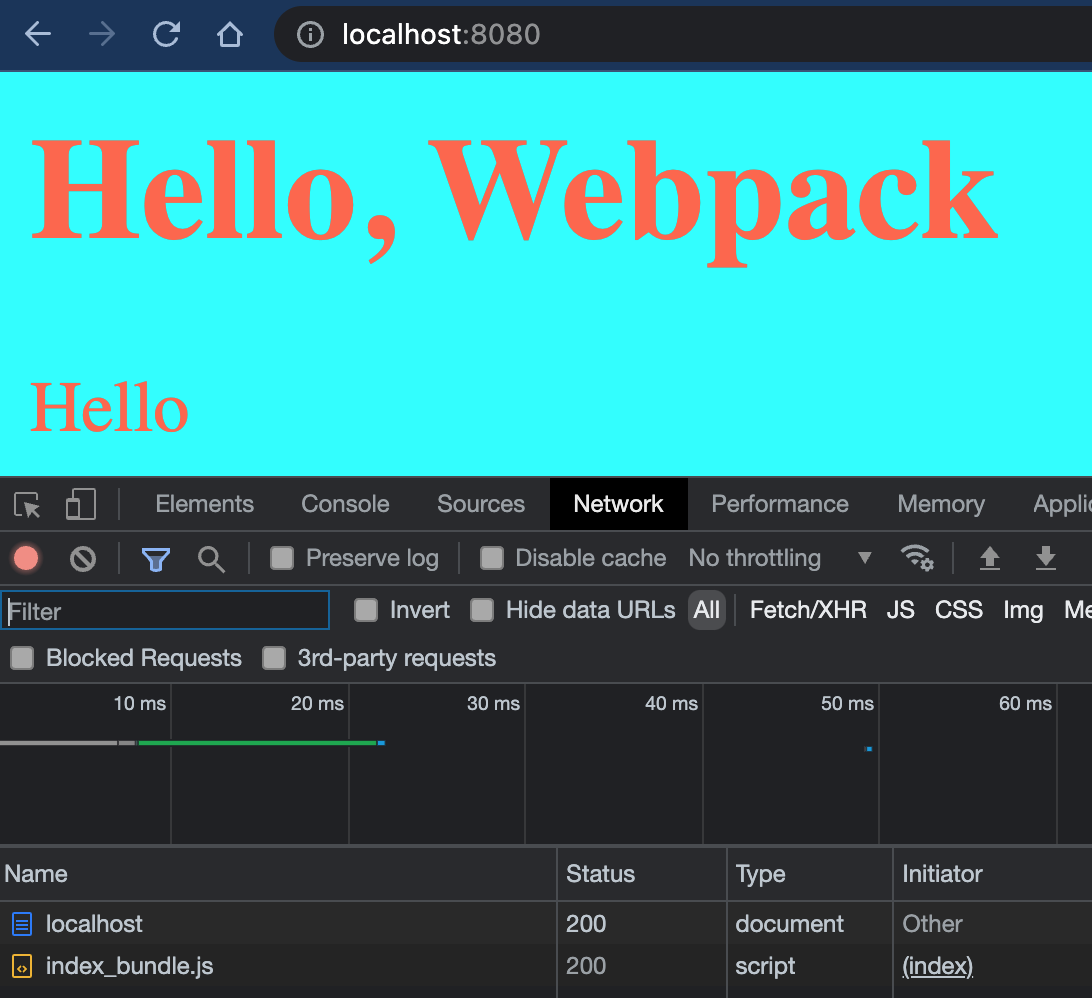 localhost:8080
Hello, Webpack
Hello
Elements Console Sources Network Performance Memory Applic
Preserve log Disable cache No throttling
Filter Invert Hide data URLs All Fetch/XHR JS CSS Img Me
Blocked Requests 3rd-party requests
10 ms 20 ms 30 ms 40 ms 50 ms 60 ms
Name Status Type Initiator
localhost 200 document Other
index_bundle.js 200 script (index)